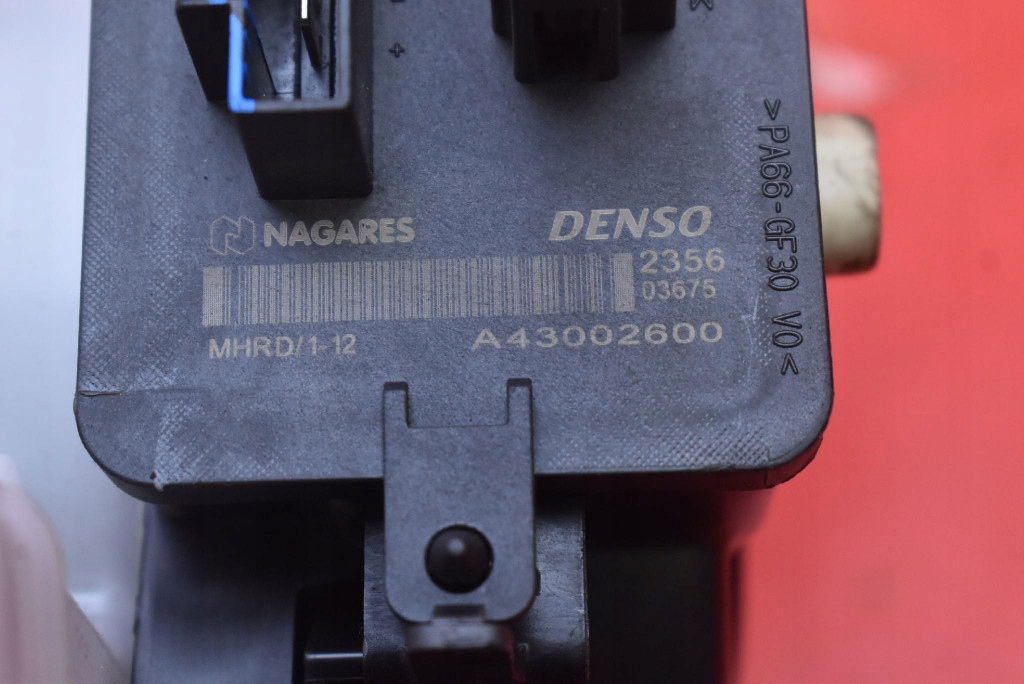 +
NAGARES DENSO
2356
03675
MHRD/1-12 A43002600
>PA66-GF30 V0<